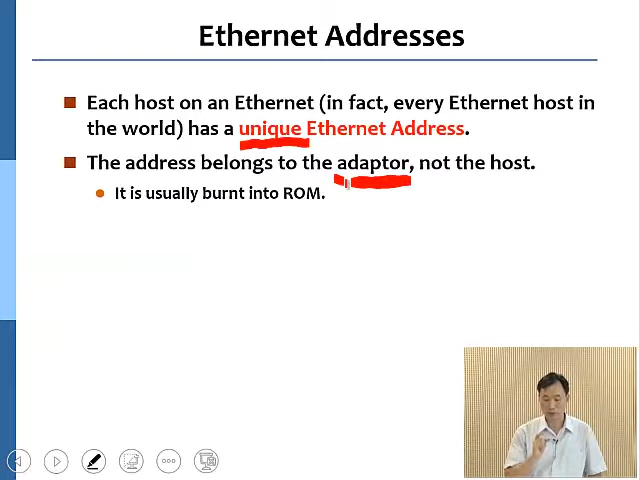 Ethernet Addresses
Each host on an Ethernet (in fact, every Ethernet host in
the world) has a unique Ethernet Address.
The address belongs to the adaptor, not the host.
It is usually burnt into ROM.